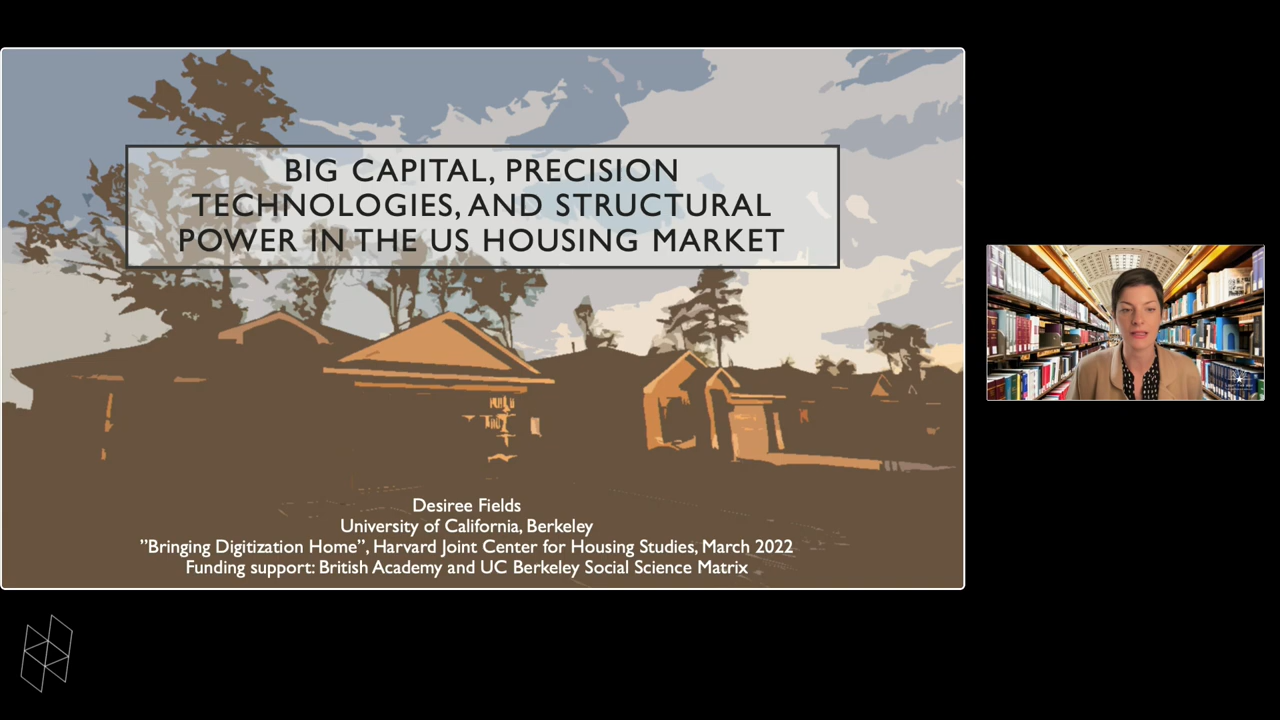 BIG CAPITAL, PRECISION
TECHNOLOGIES, AND STRUCTURAL
POWER IN THE US HOUSING MARKET
Desiree Fields
University of California, Berkeley
”Bringing Digitization Home”, Harvard Joint Center for Housing Studies, March 2022
Funding support: British Academy and UC Berkeley Social Science Matrix